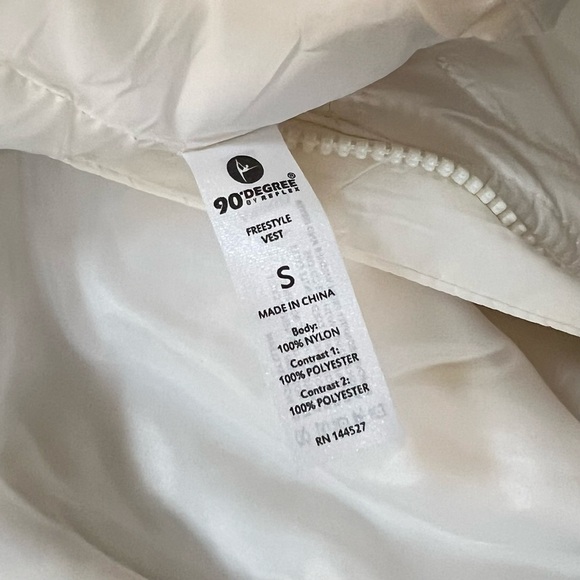 90°DEGREE®
BY REFLEX
FREESTYLE
VEST
S
MADE IN CHINA
Body:
100% NYLON
Contrast 1:
100% POLYESTER
Contrast 2:
100% POLYESTER
RN 144527